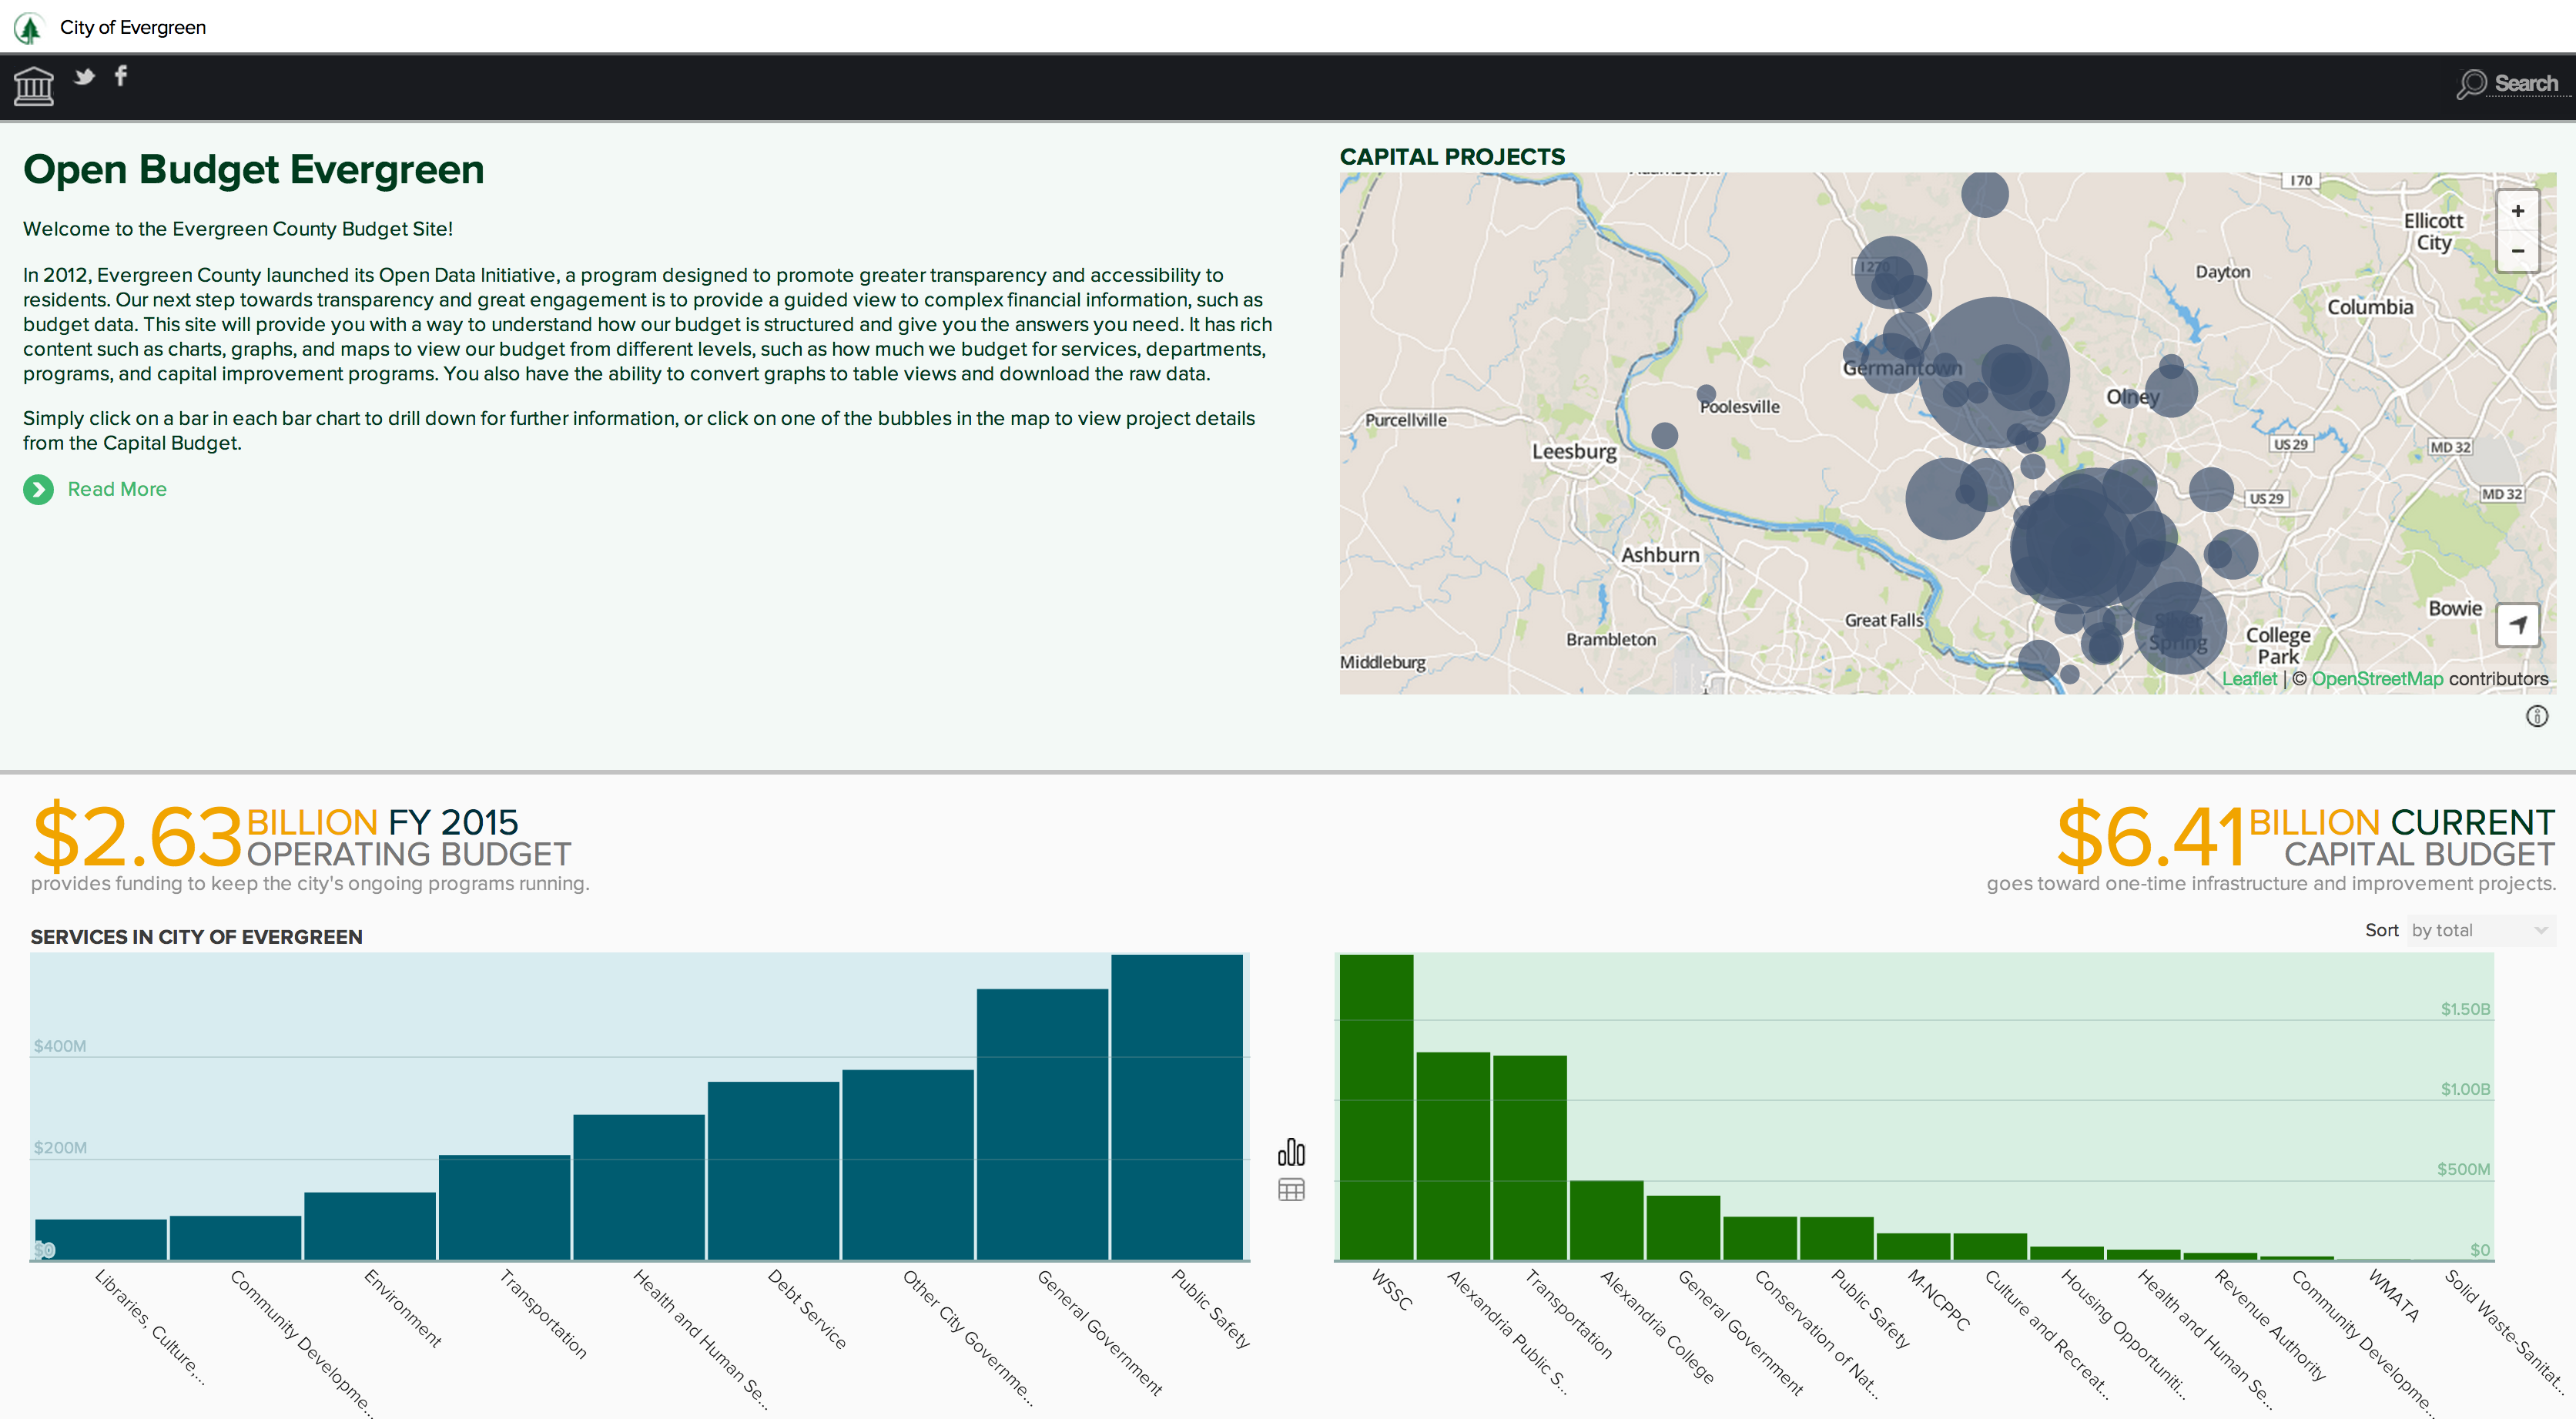 City of Evergreen
Search
Open Budget Evergreen
Welcome to the Evergreen County Budget Site!
In 2012, Evergreen County launched its Open Data Initiative, a program designed to promote greater transparency and accessibility to
residents. Our next step towards transparency and great engagement is to provide a guided view to complex financial information, such as
budget data. This site will provide you with a way to understand how our budget is structured and give you the answers you need. It has rich
content such as charts, graphs, and maps to view our budget from different levels, such as how much we budget for services, departments,
programs, and capital improvement programs. You also have the ability to convert graphs to table views and download the raw data.
Simply click on a bar in each bar chart to drill down for further information, or click on one of the bubbles in the map to view project details
from the Capital Budget.
Read More
CAPITAL PROJECTS
I 70
+
−
Ellicott
City
I 270
Dayton
Columbia
Germantown
Olney
Poolesville
Purcellville
Leesburg
US 29
MD 32
US 29
MD 32
Ashburn
Great Falls
Bowie
Brambleton
Silver
Spring
College
Park
Middleburg
Leaflet | © OpenStreetMap contributors
$2.63 BILLION FY 2015
OPERATING BUDGET
provides funding to keep the city's ongoing programs running.
$6.41 BILLION CURRENT
CAPITAL BUDGET
goes toward one-time infrastructure and improvement projects.
SERVICES IN CITY OF EVERGREEN
Sort by total
$400M
$200M
$0
Libraries, Culture,...
Community Developme...
Environment
Transportation
Health and Human Se...
Debt Service
Other City Governme...
General Government
Public Safety
$1.50B
$1.00B
$500M
$0
WSSC
Alexandria Public S...
Transportation
Alexandria College
General Government
Conservation of Nat...
Public Safety
M-NCPPC
Culture and Recreat...
Housing Opportuniti...
Health and Human Se...
Revenue Authority
Community Developme...
WMATA
Solid Waste-Sanitat...